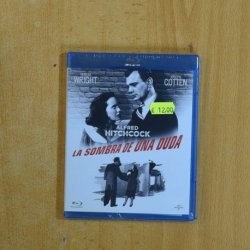 WRIGHT
COTTEN
€ 12,00
ALFRED
HITCHCOCK
LA SOMBRA DE UNA DUDA